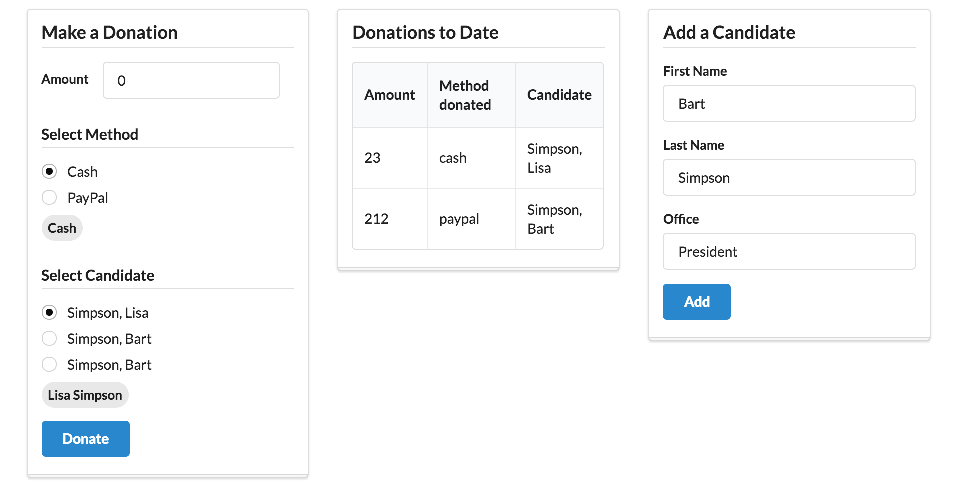 Make a Donation
Amount
0
Select Method
Cash
PayPal
Cash
Select Candidate
Simpson, Lisa
Simpson, Bart
Simpson, Bart
Lisa Simpson
Donate
Donations to Date
Amount
Method
donated
Candidate
23
cash
Simpson,
Lisa
212
paypal
Simpson,
Bart
Add a Candidate
First Name
Bart
Last Name
Simpson
Office
President
Add